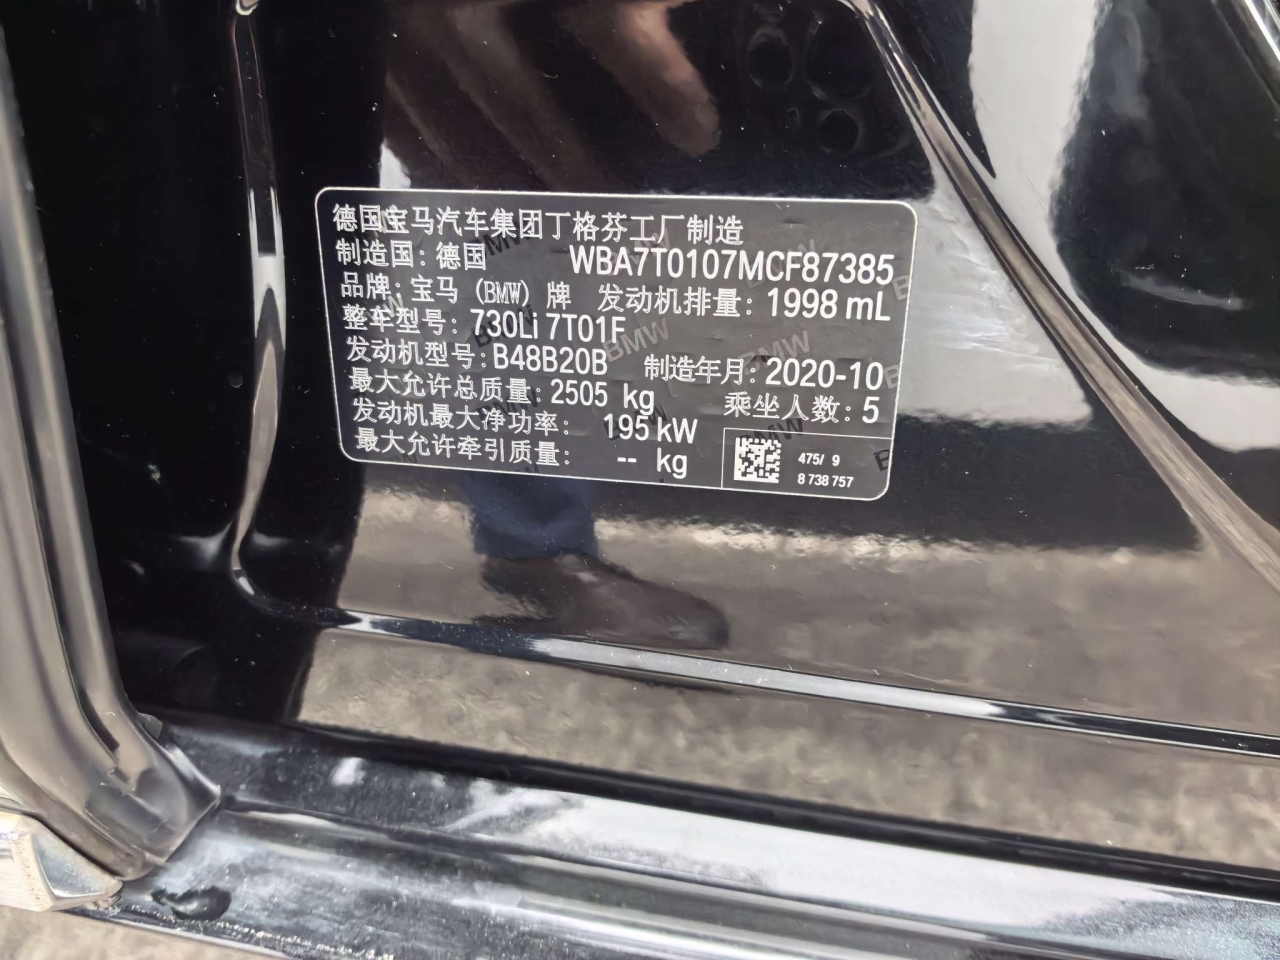 德国宝马汽车集团丁格芬工厂制造
制造国：德国 WBA7T0107MCF87385
品牌：宝马（BMW）牌 发动机排量：1998 mL
整车型号：730Li 7T01F
发动机型号：B48B20B 制造年月：2020-10
最大允许总质量：2505 kg 乘坐人数：5
发动机最大净功率： 195 kW
最大允许牵引质量： -- kg
475/ 9
8 738 757